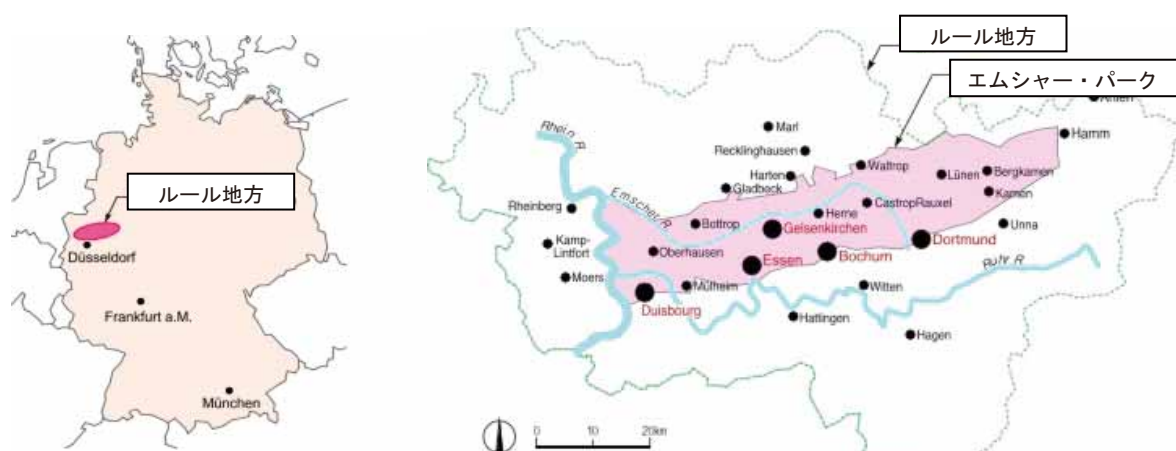 ルール地方
Düsseldorf
Frankfurt a.M.
München
ルール地方
エムシャー・パーク
Ahlen
Hamm
Marl
Recklinghausen
Waltrop
Harten
Gladbeck
Lünen
Bergkamen
Kamen
Rhein R
Emscher R
Rheinberg
Bottrop
Herne
CastropRauxel
Unna
Gelsenkirchen
Kamp-
Lintfort
Oberhausen
Dortmund
Bochum
Essen
Moers
Mülheim
Ruhr R
Witten
Duisbourg
Hattingen
Hagen
0 10 20km